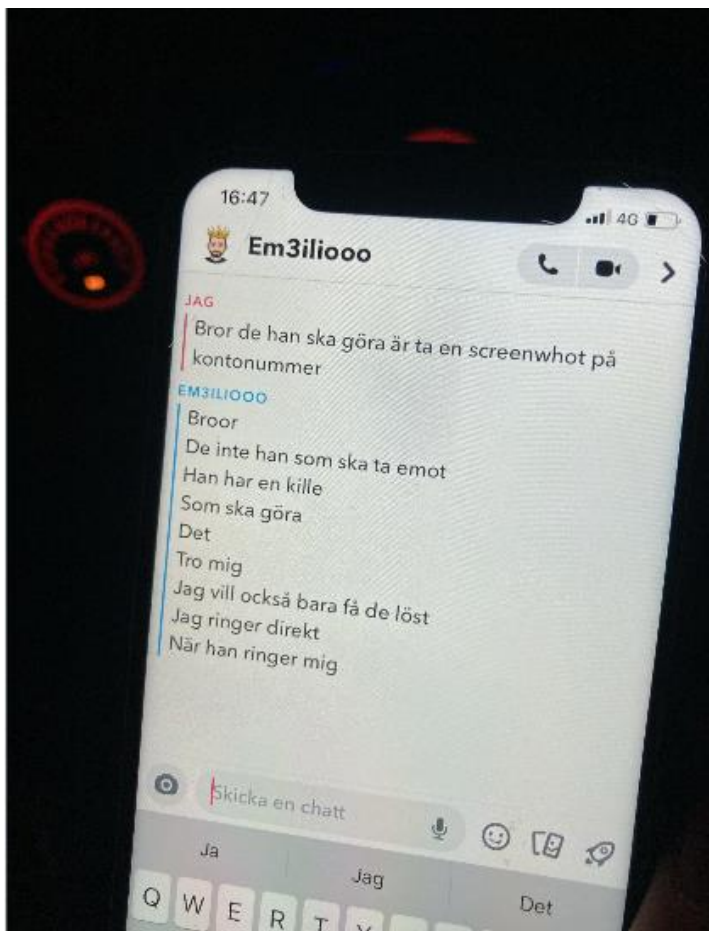 16:47
4G
Em3iliooo
JAG
Bror de han ska göra är ta en screenwhot på
kontonummer
EM3ILIOOO
Broor
De inte han som ska ta emot
Han har en kille
Som ska göra
Det
Tro mig
Jag vill också bara få de löst
Jag ringer direkt
När han ringer mig
Skicka en chatt
Ja Jag Det
Q W E R T Y